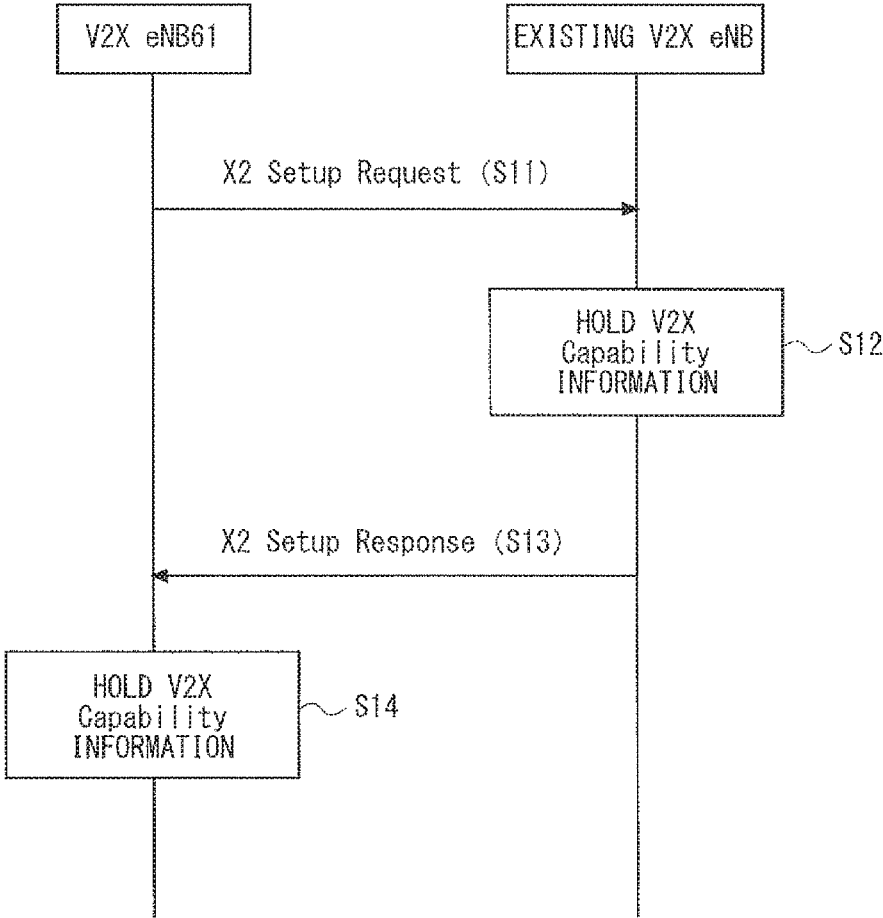 V2X eNB61
EXISTING V2X eNB
X2 Setup Request (S11)
HOLD V2X
Capability
INFORMATION
S12
X2 Setup Response (S13)
HOLD V2X
Capability
INFORMATION
S14